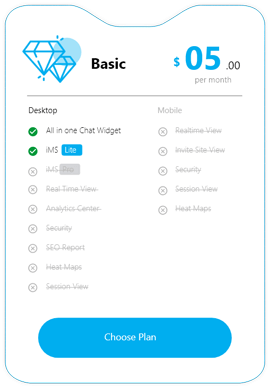 Basic
$ 05 .00
per month
Desktop
All in one Chat Widget
iMS Lite
iMS Pro
Real Time View
Analytics Center
Security
SEO Report
Heat Maps
Session View
Mobile
Realtime View
Invite Site View
Security
Session View
Heat Maps
Choose Plan